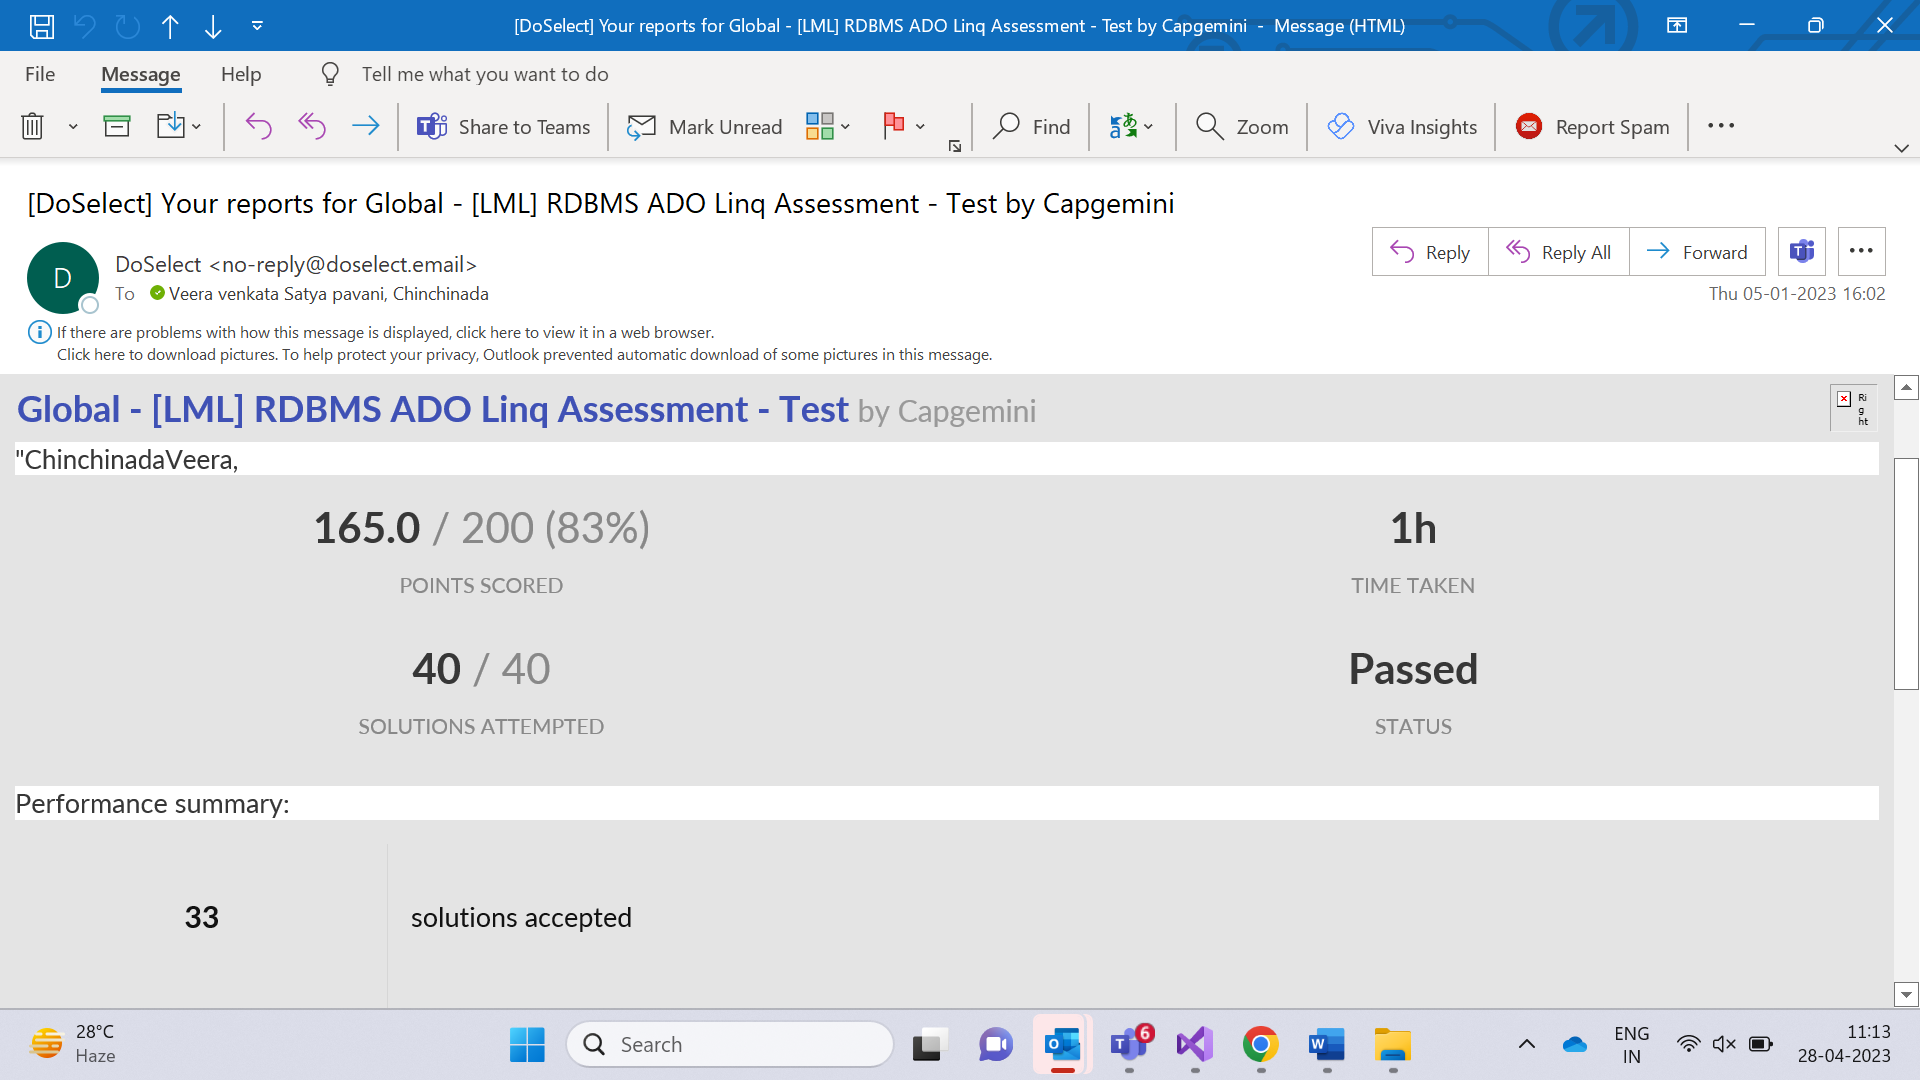 [DoSelect] Your reports for Global - [LML] RDBMS ADO Linq Assessment - Test by Capgemini - Message (HTML)
File Message Help Tell me what you want to do
Share to Teams Mark Unread Find Zoom Viva Insights Report Spam
[DoSelect] Your reports for Global - [LML] RDBMS ADO Linq Assessment - Test by Capgemini
D
DoSelect <no-reply@doselect.email>
To Veera venkata Satya pavani, Chinchinada
Reply Reply All Forward
Thu 05-01-2023 16:02
If there are problems with how this message is displayed, click here to view it in a web browser.
Click here to download pictures. To help protect your privacy, Outlook prevented automatic download of some pictures in this message.
Global - [LML] RDBMS ADO Linq Assessment - Test by Capgemini
Ri
g
ht
"ChinchinadaVeera,
165.0 / 200 (83%)
POINTS SCORED
1h
TIME TAKEN
40 / 40
SOLUTIONS ATTEMPTED
Passed
STATUS
Performance summary:
33 solutions accepted
28°C
Haze
Search
6
ENG
IN
11:13
28-04-2023